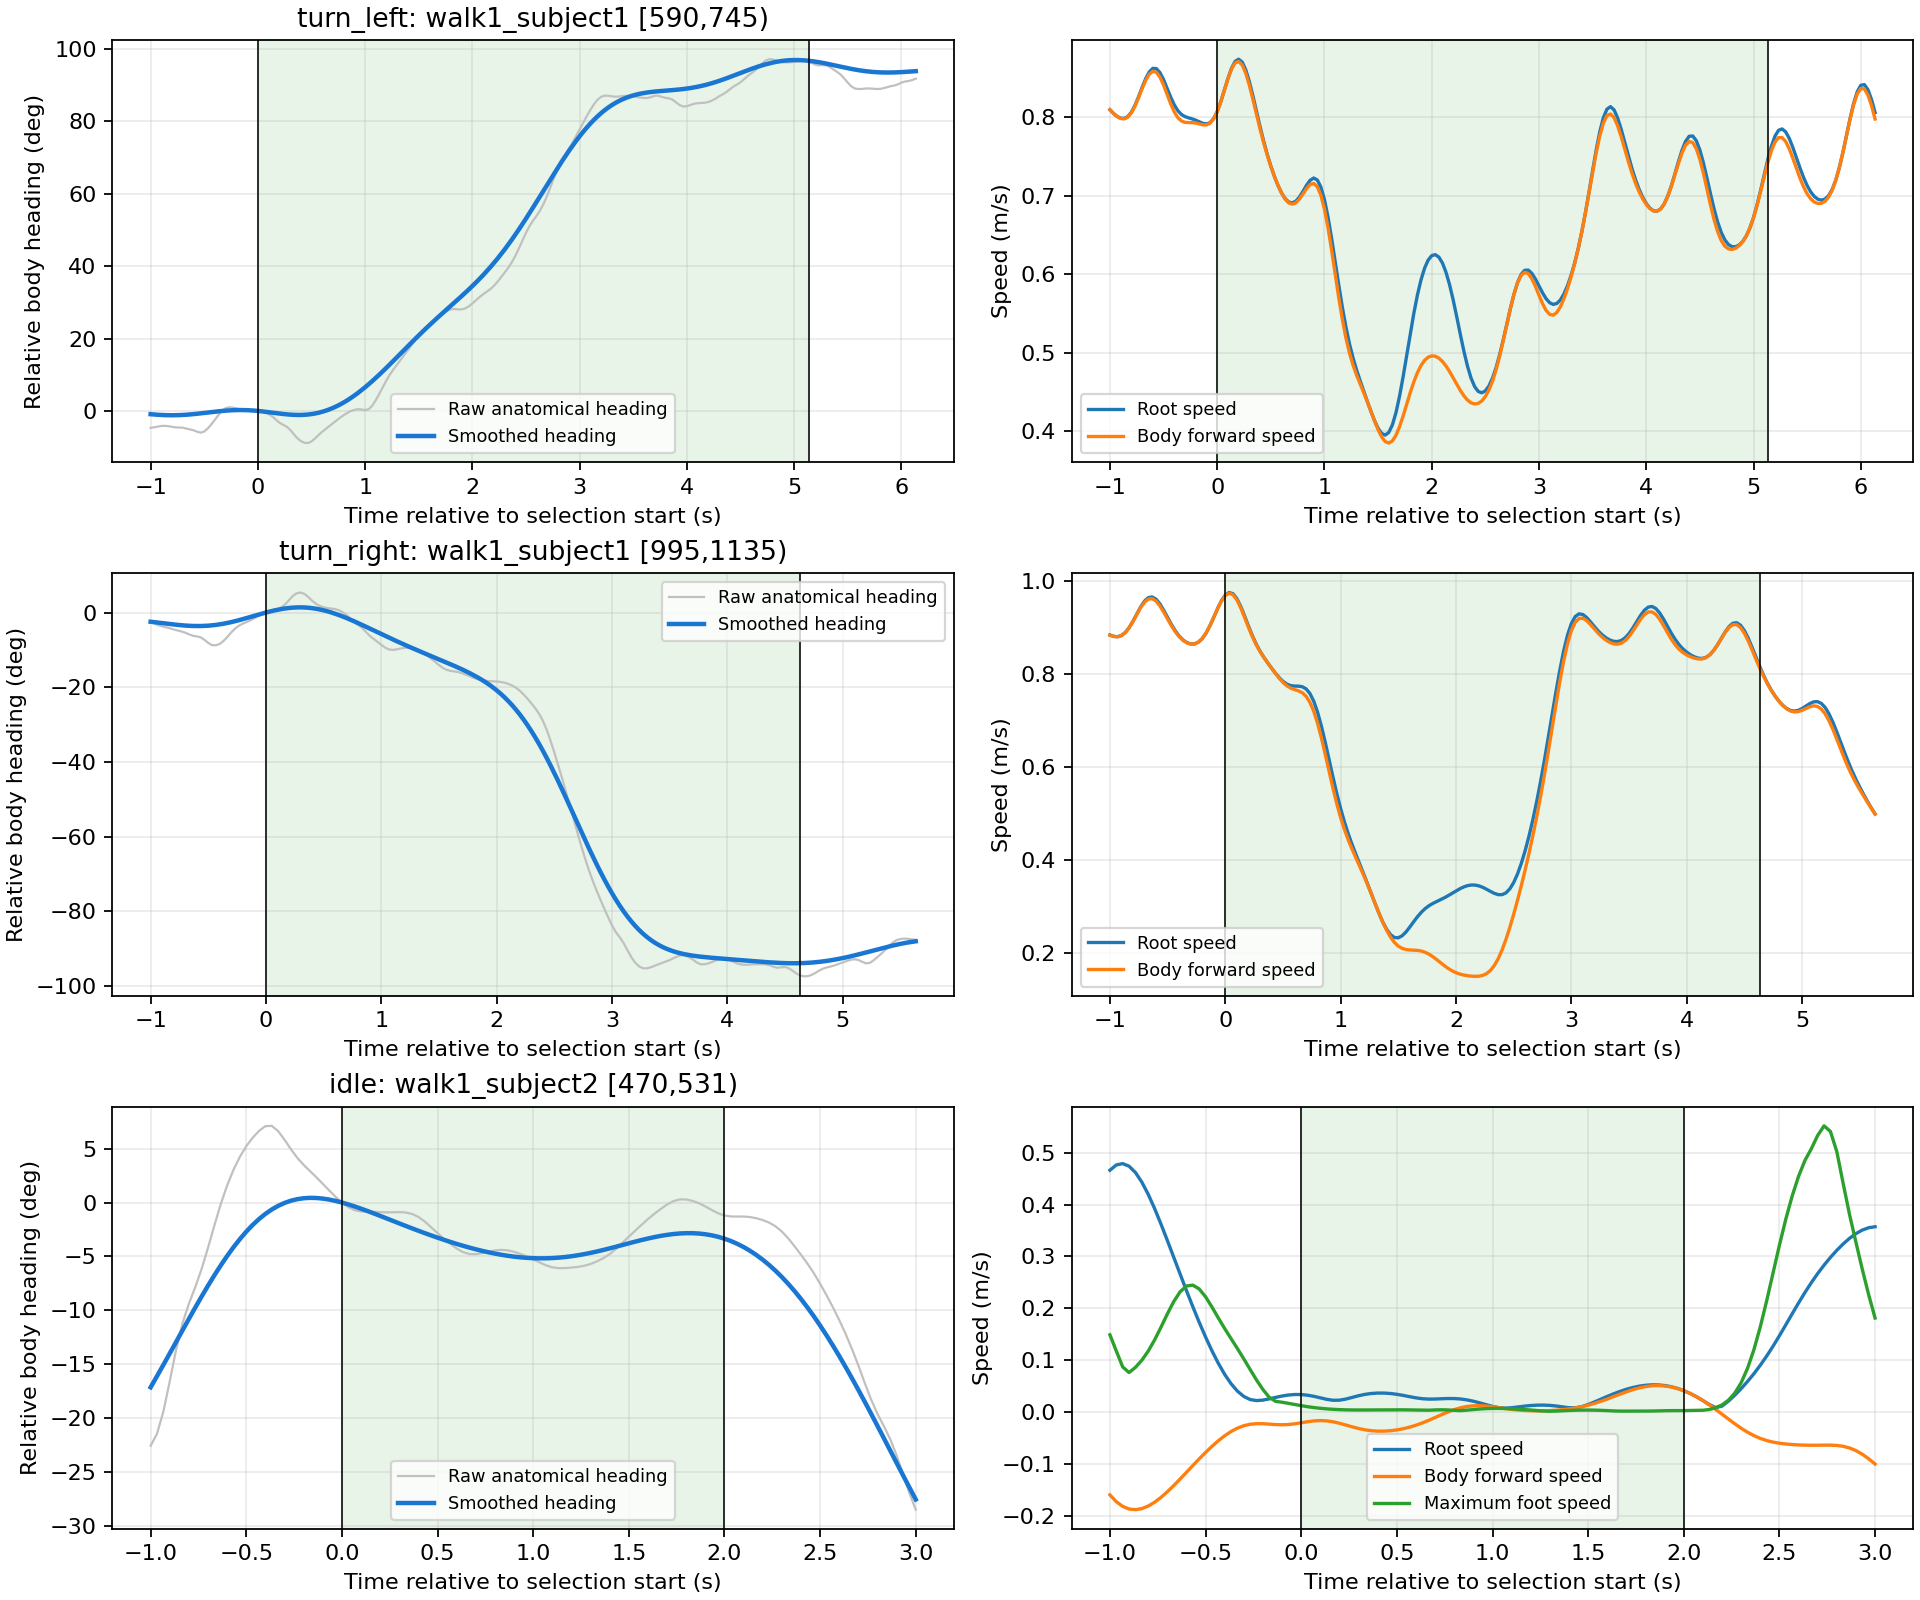 turn_left: walk1_subject1 [590,745)
Relative body heading (deg)
100
80
60
40
20
0
Raw anatomical heading
Smoothed heading
−1 0 1 2 3 4 5 6
Time relative to selection start (s)
Speed (m/s)
0.8
0.7
0.6
0.5
0.4
Root speed
Body forward speed
−1 0 1 2 3 4 5 6
Time relative to selection start (s)
turn_right: walk1_subject1 [995,1135)
Relative body heading (deg)
0
−20
−40
−60
−80
−100
Raw anatomical heading
Smoothed heading
−1 0 1 2 3 4 5
Time relative to selection start (s)
Speed (m/s)
1.0
0.8
0.6
0.4
0.2
Root speed
Body forward speed
−1 0 1 2 3 4 5
Time relative to selection start (s)
idle: walk1_subject2 [470,531)
Relative body heading (deg)
5
0
−5
−10
−15
−20
−25
−30
Raw anatomical heading
Smoothed heading
−1.0 −0.5 0.0 0.5 1.0 1.5 2.0 2.5 3.0
Time relative to selection start (s)
Speed (m/s)
0.5
0.4
0.3
0.2
0.1
0.0
−0.1
−0.2
Root speed
Body forward speed
Maximum foot speed
−1.0 −0.5 0.0 0.5 1.0 1.5 2.0 2.5 3.0
Time relative to selection start (s)